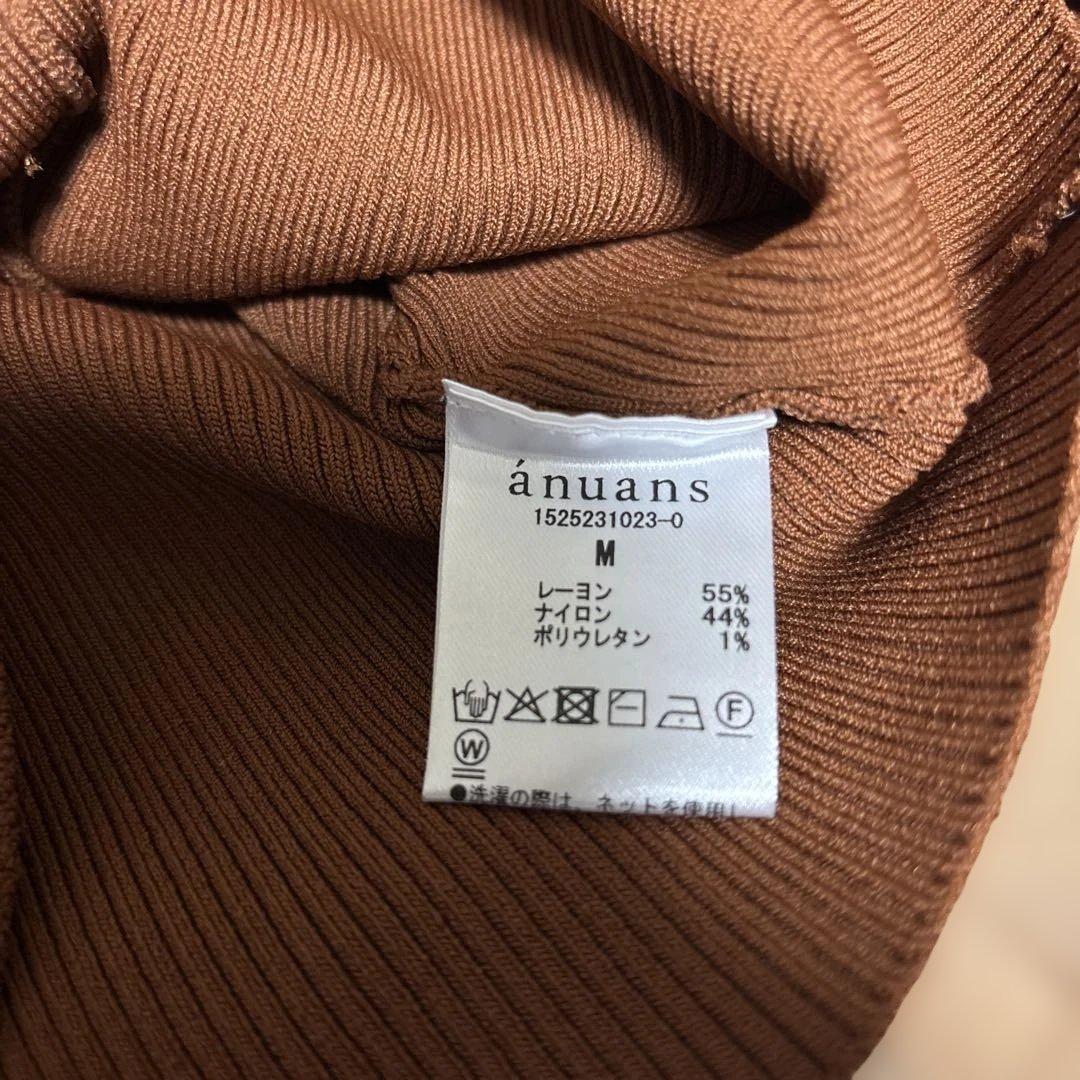 ánuans
1525231023-0
M
レーヨン 55%
ナイロン 44%
ポリウレタン 1%
F
W
●洗濯の際は、ネットを使用し